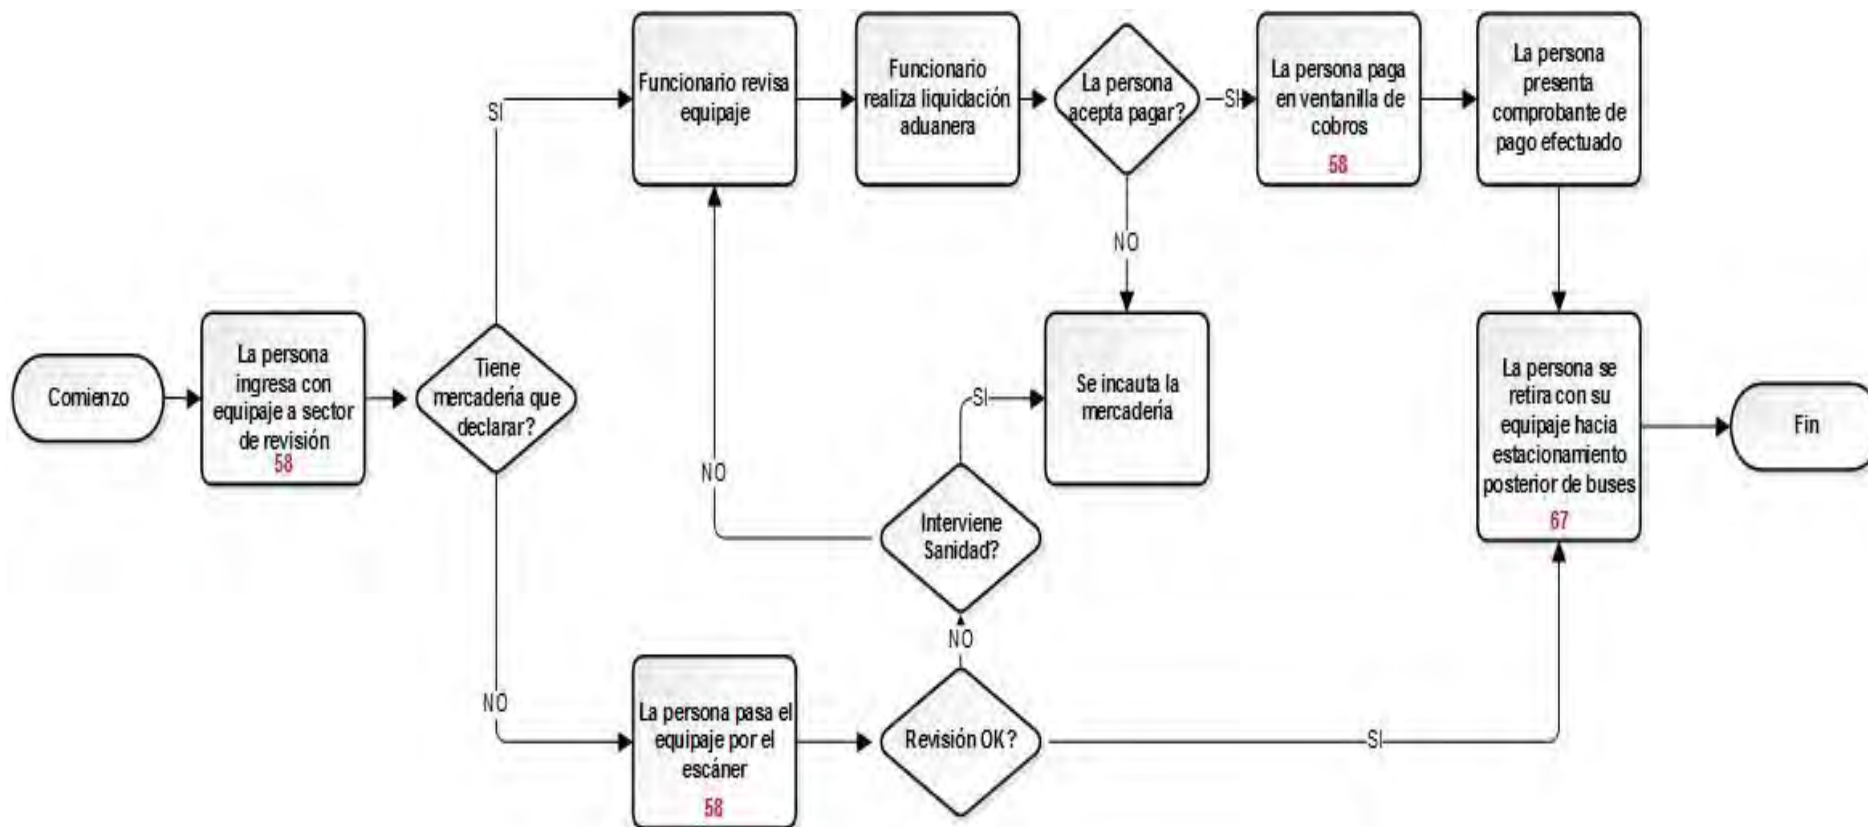 Funcionario revisa
equipaje
Funcionario
realiza liquidación
aduanera
La persona
acepta pagar?
SI
La persona paga
en ventanilla de
cobros
58
La persona
presenta
comprobante de
pago efectuado
SI
NO
Comienzo
La persona
ingresa con
equipaje a sector
de revisión
58
Tiene
mercadería que
declarar?
SI
Se incauta la
mercadería
La persona se
retira con su
equipaje hacia
estacionamiento
posterior de buses
67
Fin
NO
Interviene
Sanidad?
NO
NO
La persona pasa el
equipaje por el
escáner
58
Revisión OK?
SI